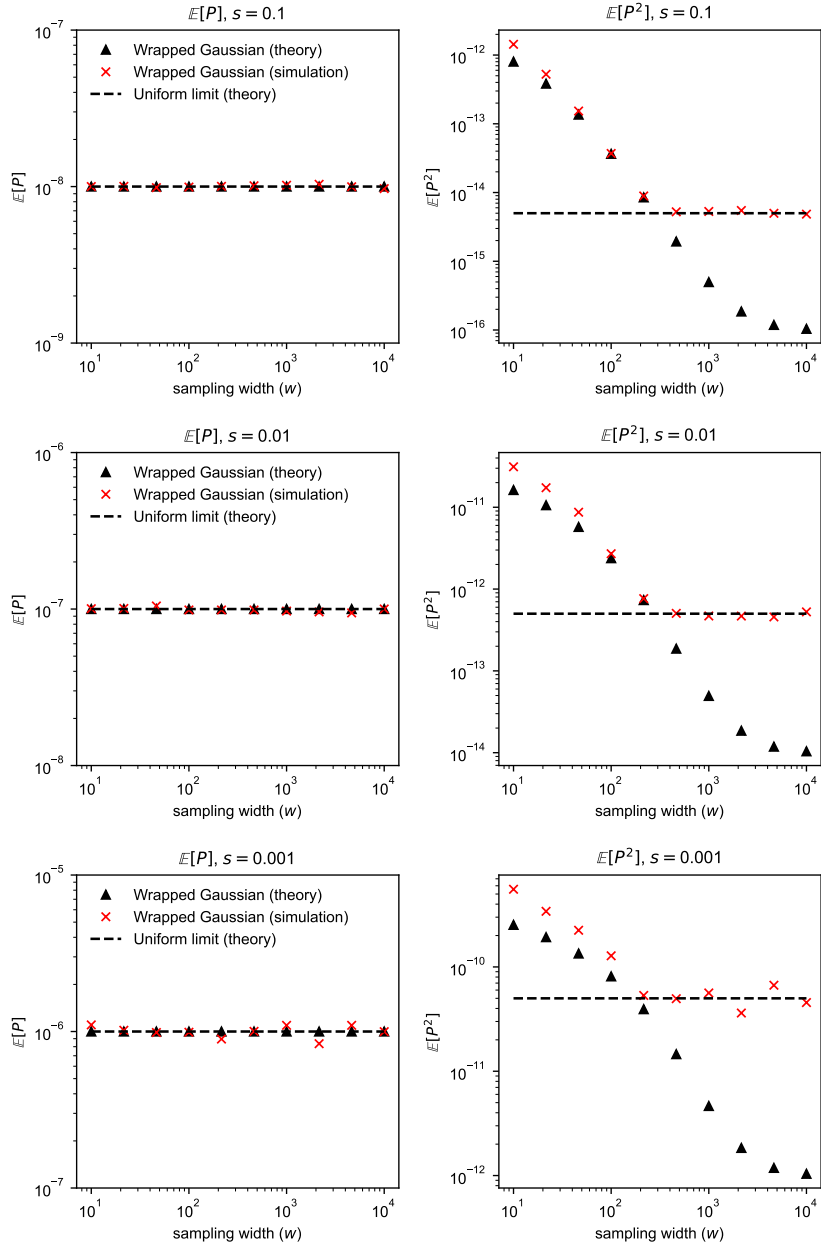 𝔼[P], s = 0.1
10⁻⁷
10⁻⁸
10⁻⁹
𝔼[P]
Wrapped Gaussian (theory)
Wrapped Gaussian (simulation)
Uniform limit (theory)
10¹ 10² 10³ 10⁴
sampling width (w)
𝔼[P²], s = 0.1
10⁻¹²
10⁻¹³
10⁻¹⁴
10⁻¹⁵
10⁻¹⁶
𝔼[P²]
10¹ 10² 10³ 10⁴
sampling width (w)
𝔼[P], s = 0.01
10⁻⁶
10⁻⁷
10⁻⁸
𝔼[P]
Wrapped Gaussian (theory)
Wrapped Gaussian (simulation)
Uniform limit (theory)
10¹ 10² 10³ 10⁴
sampling width (w)
𝔼[P²], s = 0.01
10⁻¹¹
10⁻¹²
10⁻¹³
10⁻¹⁴
𝔼[P²]
10¹ 10² 10³ 10⁴
sampling width (w)
𝔼[P], s = 0.001
10⁻⁵
10⁻⁶
10⁻⁷
𝔼[P]
Wrapped Gaussian (theory)
Wrapped Gaussian (simulation)
Uniform limit (theory)
10¹ 10² 10³ 10⁴
sampling width (w)
𝔼[P²], s = 0.001
10⁻¹⁰
10⁻¹¹
10⁻¹²
𝔼[P²]
10¹ 10² 10³ 10⁴
sampling width (w)